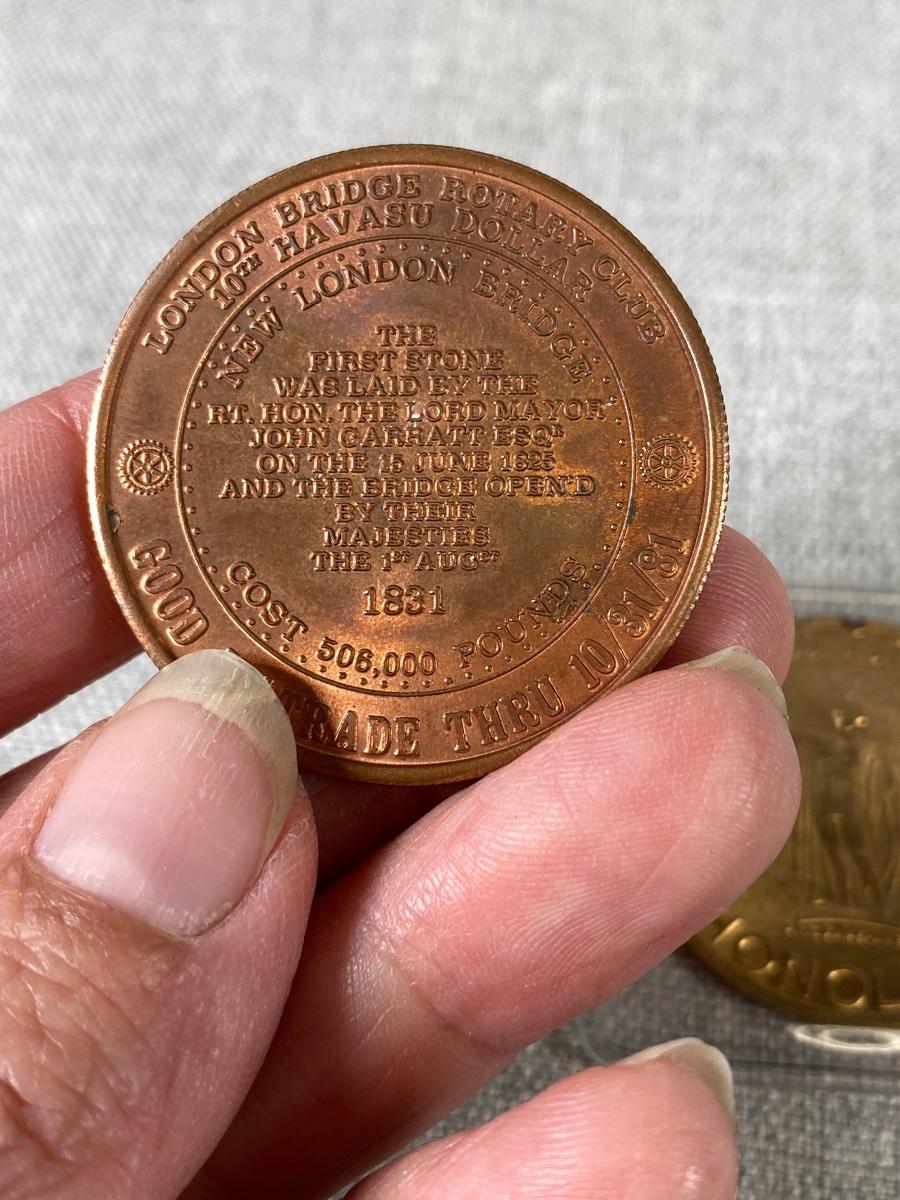 LONDON BRIDGE ROTARY CLUB
10TH HAVASU DOLLAR
NEW LONDON BRIDGE
THE
FIRST STONE
WAS LAID BY THE
RT. HON. THE LORD MAYOR
JOHN GARRATT ESQR
ON THE 15 JUNE 1825
AND THE BRIDGE OPEN'D
BY THEIR
MAJESTIES
THE 1ST AUGST
1831
COST 506,000 POUNDS
GOOD TRADE THRU 10/31/81